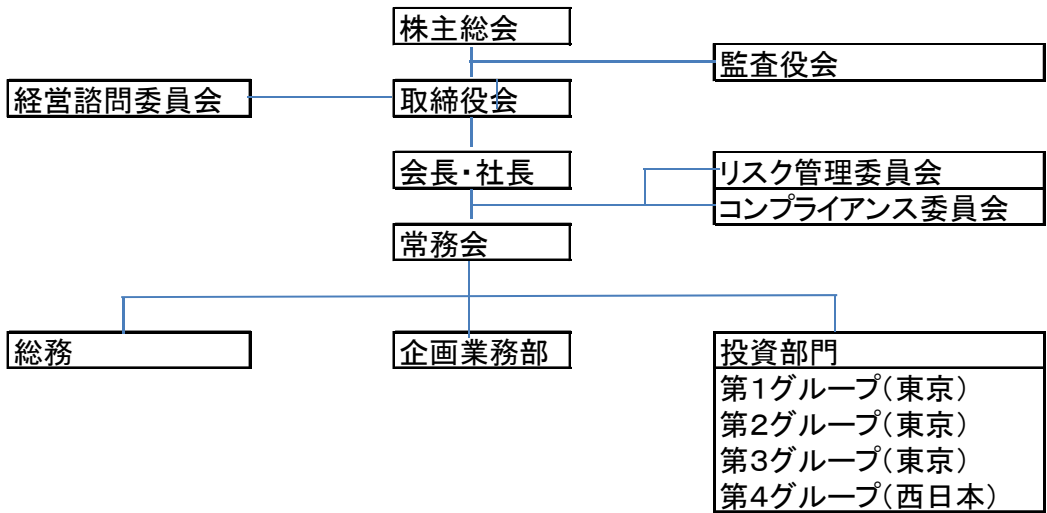 株主総会
監査役会
経営諮問委員会
取締役会
会長・社長
リスク管理委員会
コンプライアンス委員会
常務会
総務
企画業務部
投資部門
第1グループ(東京)
第2グループ(東京)
第3グループ(東京)
第4グループ(西日本)